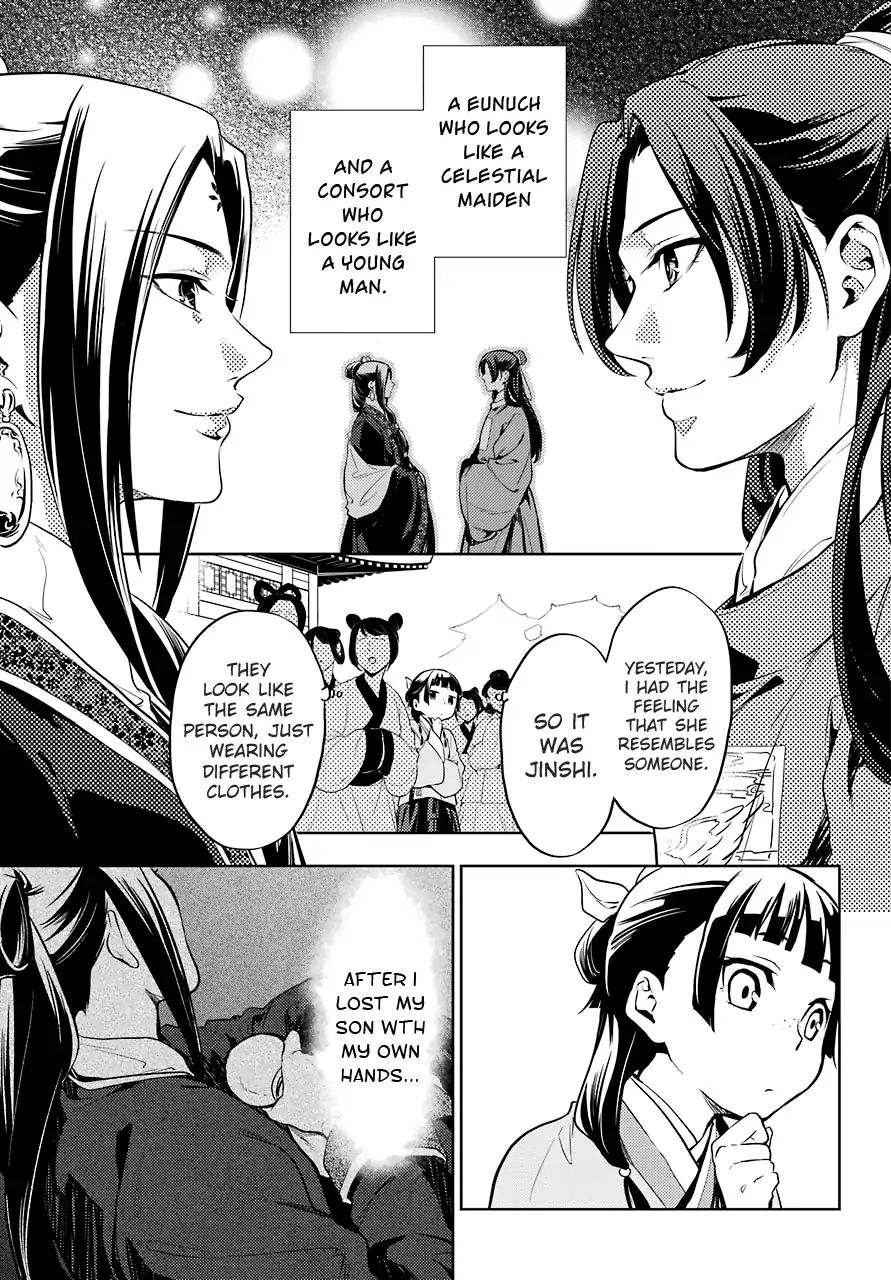 A EUNUCH
WHO LOOKS
LIKE A
CELESTIAL
MAIDEN
AND A
CONSORT
WHO
LOOKS LIKE
A YOUNG
MAN.
YESTEDAY,
I HAD THE
FEELING
THAT SHE
RESEMBLES
SOMEONE.
SO IT
WAS
JINSHI.
THEY
LOOK LIKE
THE SAME
PERSON, JUST
WEARING
DIFFERENT
CLOTHES.
AFTER I
LOST MY
SON WTH
MY OWN
HANDS...